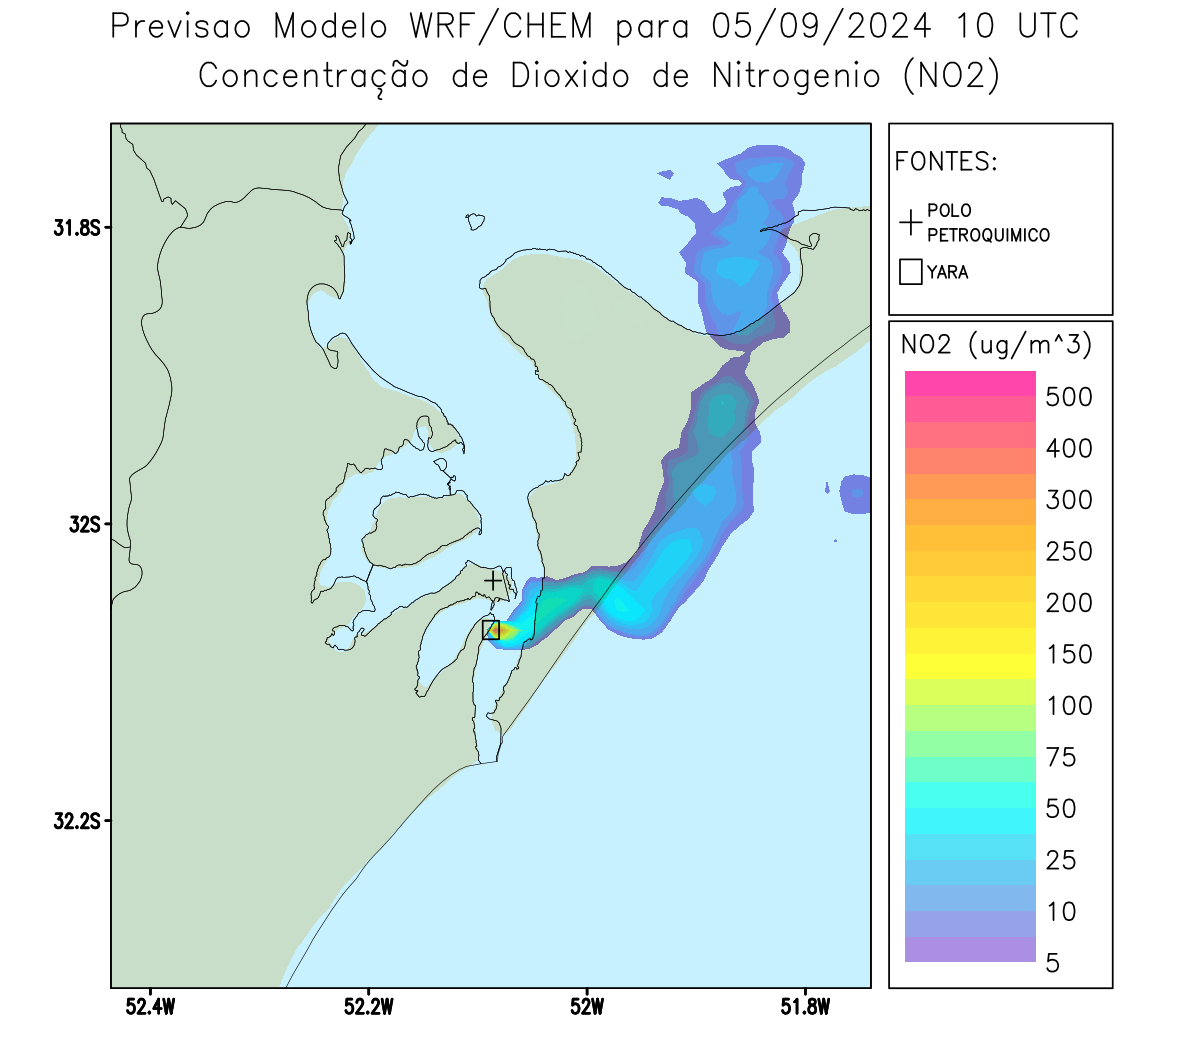 Previsao Modelo WRF/CHEM para 05/09/2024 10 UTC
Concentração de Dioxido de Nitrogenio (NO2)
FONTES:
POLO
PETROQUIMICO
YARA
31.8S
32S
32.2S
52.4W
52.2W
52W
51.8W
NO2 (ug/m^3)
500
400
300
250
200
150
100
75
50
25
10
5